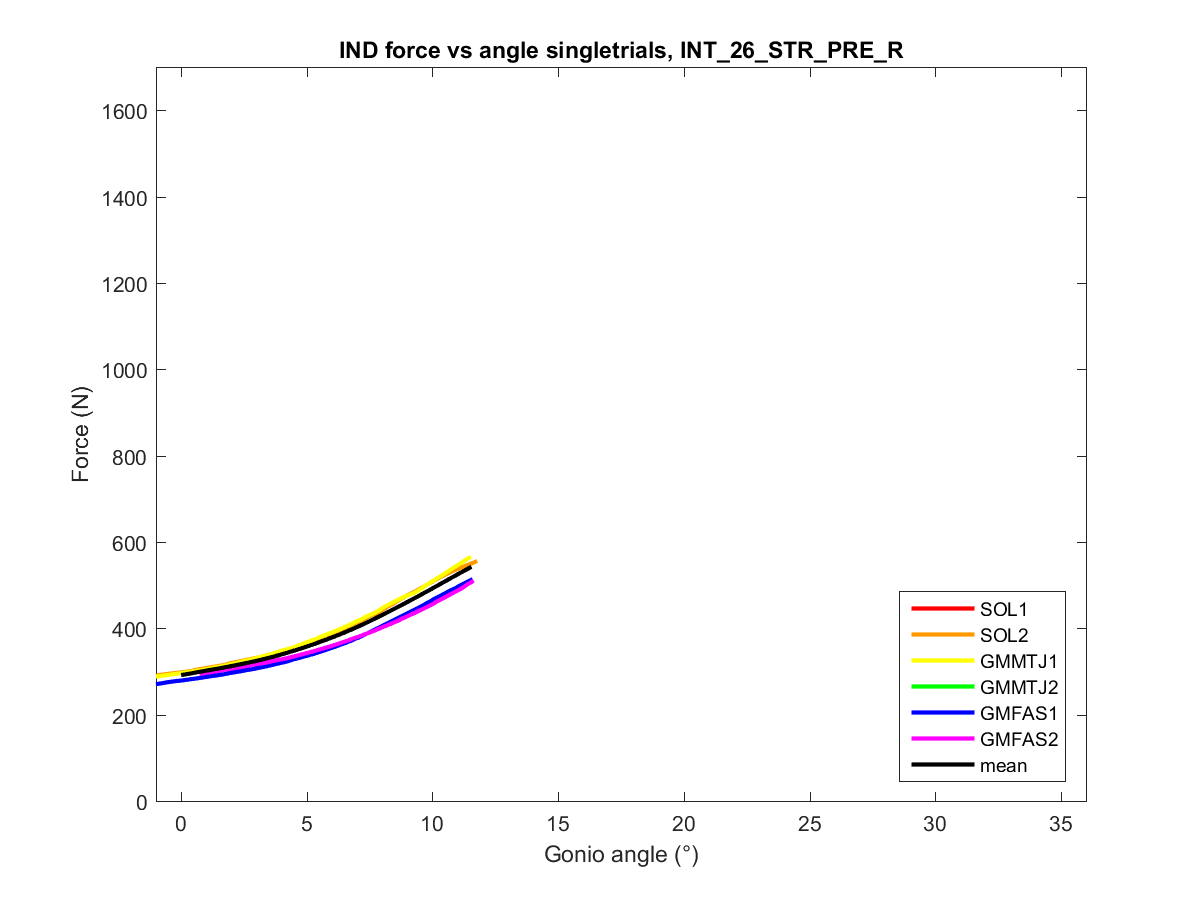 IND force vs angle singletrials, INT_26_STR_PRE_R
1600
1400
1200
1000
800
600
400
200
0
Force (N)
0 5 10 15 20 25 30 35
Gonio angle (°)
SOL1
SOL2
GMMTJ1
GMMTJ2
GMFAS1
GMFAS2
mean